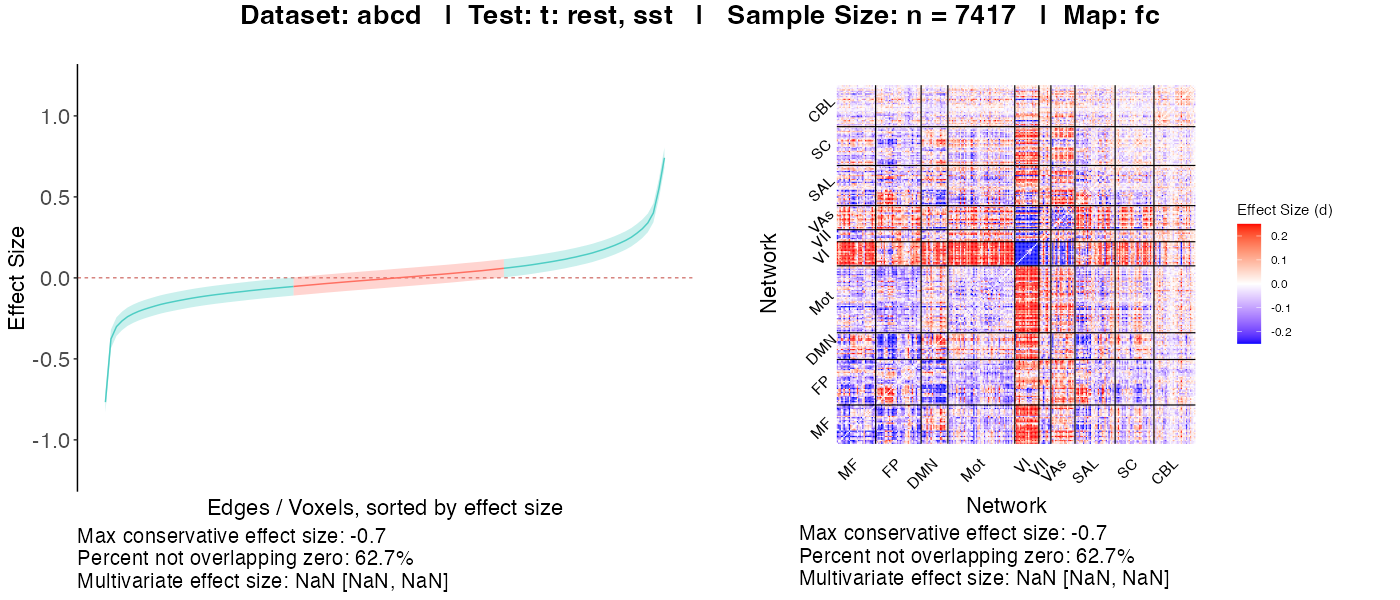 Dataset: abcd | Test: t: rest, sst | Sample Size: n = 7417 | Map: fc
Effect Size
1.0
0.5
0.0
-0.5
-1.0
Edges / Voxels, sorted by effect size
Max conservative effect size: -0.7
Percent not overlapping zero: 62.7%
Multivariate effect size: NaN [NaN, NaN]
Network
CBL
SC
SAL
VAs
VII
VI
Mot
DMN
FP
MF
MF
FP
DMN
Mot
VI
VII
VAs
SAL
SC
CBL
Network
Max conservative effect size: -0.7
Percent not overlapping zero: 62.7%
Multivariate effect size: NaN [NaN, NaN]
Effect Size (d)
0.2
0.1
0.0
-0.1
-0.2